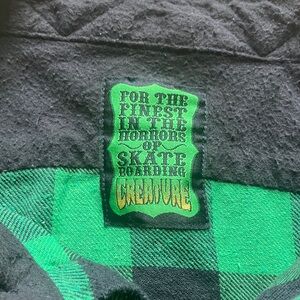 FOR THE
FINEST
IN THE
HORRORS
OF
SKATE
BOARDING
CREATURE